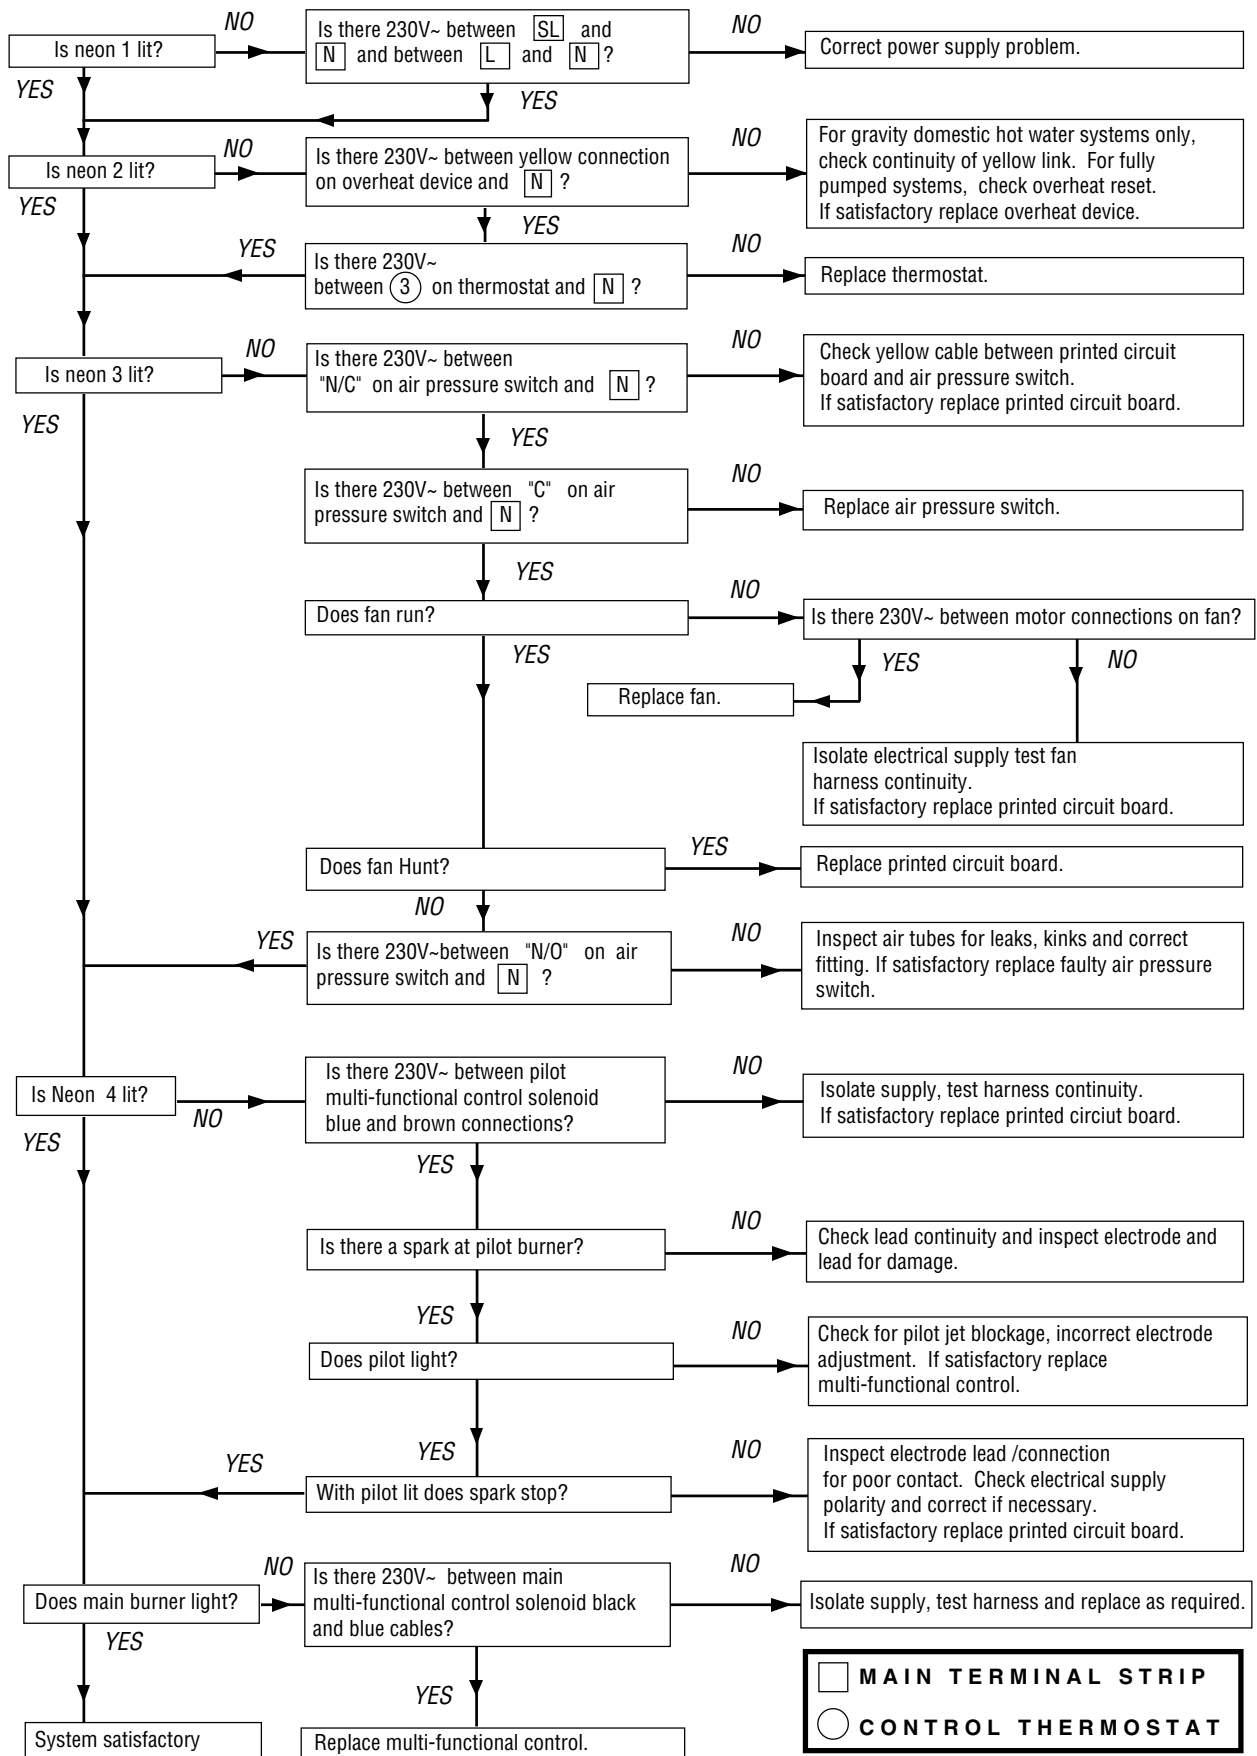 NO
Is there 230V~ between SL and
N and between L and N ?
NO
Is neon 1 lit?
Correct power supply problem.
YES
YES
NO
Is neon 2 lit?
Is there 230V~ between yellow connection
on overheat device and N ?
NO
For gravity domestic hot water systems only,
check continuity of yellow link. For fully
pumped systems, check overheat reset.
If satisfactory replace overheat device.
YES
YES
YES
Is there 230V~
between 3 on thermostat and N ?
NO
Replace thermostat.
NO
Is neon 3 lit?
Is there 230V~ between
"N/C" on air pressure switch and N ?
NO
Check yellow cable between printed circuit
board and air pressure switch.
If satisfactory replace printed circuit board.
YES
YES
Is there 230V~ between "C" on air
pressure switch and N ?
NO
Replace air pressure switch.
YES
Does fan run?
NO
Is there 230V~ between motor connections on fan?
YES
YES
NO
Replace fan.
Isolate electrical supply test fan
harness continuity.
If satisfactory replace printed circuit board.
Does fan Hunt?
YES
Replace printed circuit board.
NO
YES
Is there 230V~between "N/O" on air
pressure switch and N ?
NO
Inspect air tubes for leaks, kinks and correct
fitting. If satisfactory replace faulty air pressure
switch.
Is Neon 4 lit?
NO
Is there 230V~ between pilot
multi-functional control solenoid
blue and brown connections?
NO
Isolate supply, test harness continuity.
If satisfactory replace printed circiut board.
YES
YES
Is there a spark at pilot burner?
NO
Check lead continuity and inspect electrode and
lead for damage.
YES
Does pilot light?
NO
Check for pilot jet blockage, incorrect electrode
adjustment. If satisfactory replace
multi-functional control.
YES
YES
With pilot lit does spark stop?
NO
Inspect electrode lead /connection
for poor contact. Check electrical supply
polarity and correct if necessary.
If satisfactory replace printed circuit board.
Does main burner light?
NO
Is there 230V~ between main
multi-functional control solenoid black
and blue cables?
NO
Isolate supply, test harness and replace as required.
YES
YES
System satisfactory
Replace multi-functional control.
MAIN TERMINAL STRIP
CONTROL THERMOSTAT